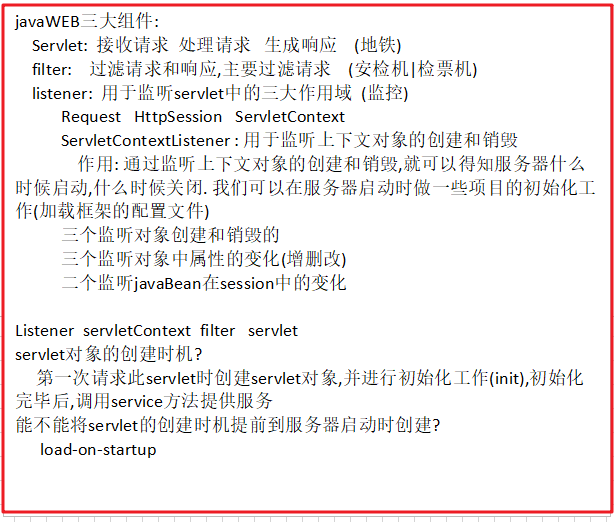 javaWEB三大组件:
Servlet: 接收请求 处理请求 生成响应 (地铁)
filter: 过滤请求和响应,主要过滤请求 (安检机|检票机)
listener: 用于监听servlet中的三大作用域 (监控)
Request HttpSession ServletContext
ServletContextListener : 用于监听上下文对象的创建和销毁
作用: 通过监听上下文对象的创建和销毁,就可以得知服务器什么
时候启动,什么时候关闭. 我们可以在服务器启动时做一些项目的初始化工
作(加载框架的配置文件)
三个监听对象创建和销毁的
三个监听对象中属性的变化(增删改)
二个监听javaBean在session中的变化
Listener servletContext filter servlet
servlet对象的创建时机?
第一次请求此servlet时创建servlet对象,并进行初始化工作(init),初始化
完毕后,调用service方法提供服务
能不能将servlet的创建时机提前到服务器启动时创建?
load-on-startup